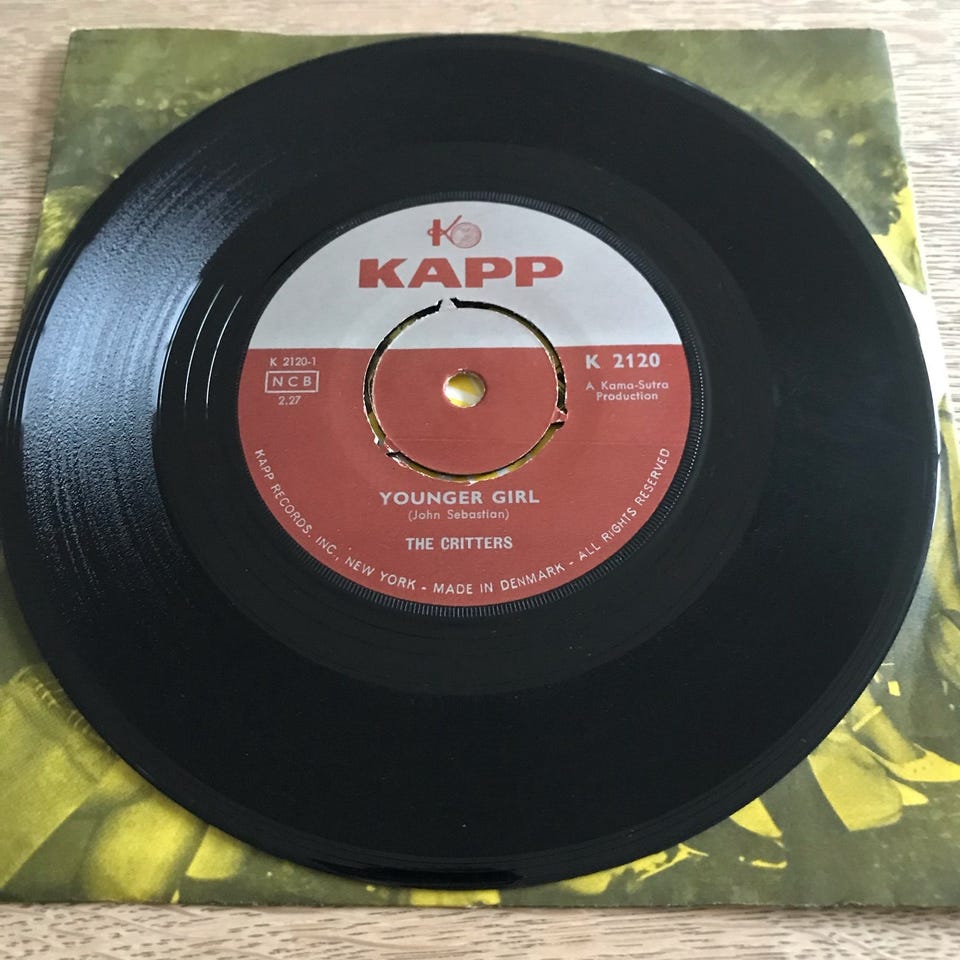 K
KAPP
K 2120-1
NCB
2.27
K 2120
A Kama-Sutra
Production
YOUNGER GIRL
(John Sebastian)
THE CRITTERS
KAPP RECORDS, INC., NEW YORK - MADE IN DENMARK - ALL RIGHTS RESERVED